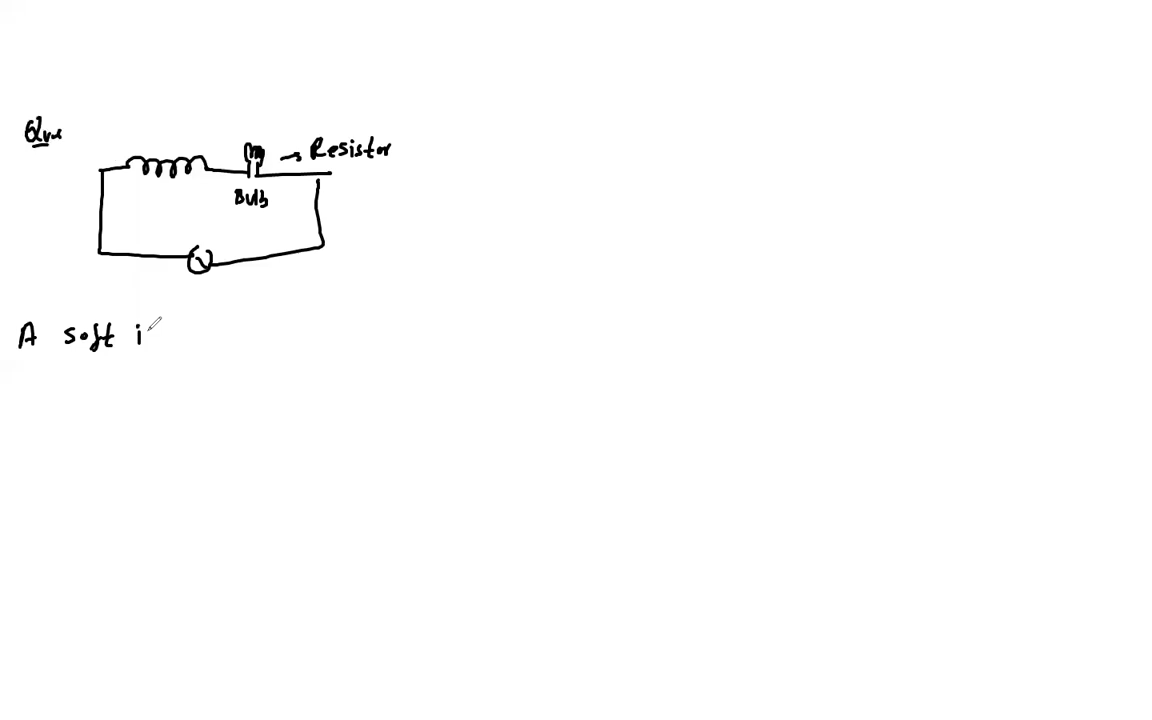 Que
→ Resistor
Bulb
A soft i